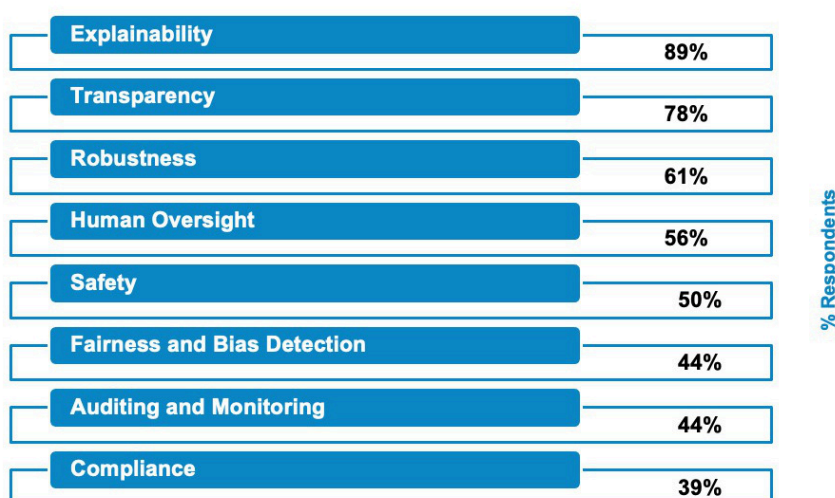 Explainability
89%
Transparency
78%
Robustness
61%
Human Oversight
56%
Safety
50%
Fairness and Bias Detection
44%
Auditing and Monitoring
44%
Compliance
39%
% Respondents